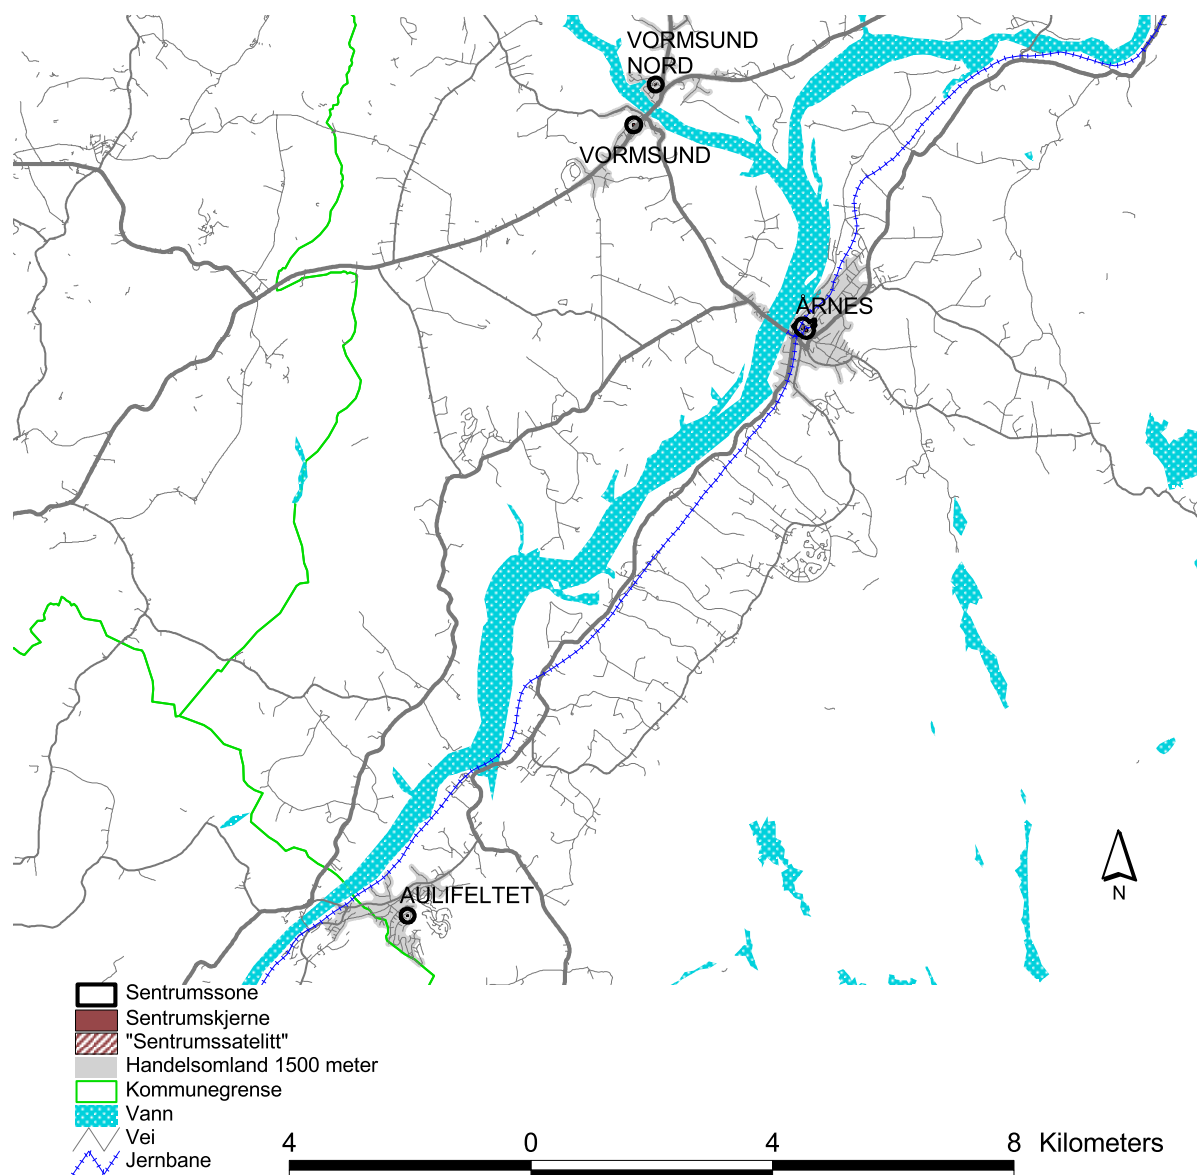 VORMSUND
NORD
VORMSUND
ÅRNES
AULIFELTET
N
Sentrumssone
Sentrumskjerne
"Sentrumssatelitt"
Handelsomland 1500 meter
Kommunegrense
Vann
Vei
Jernbane
4 0 4 8 Kilometers